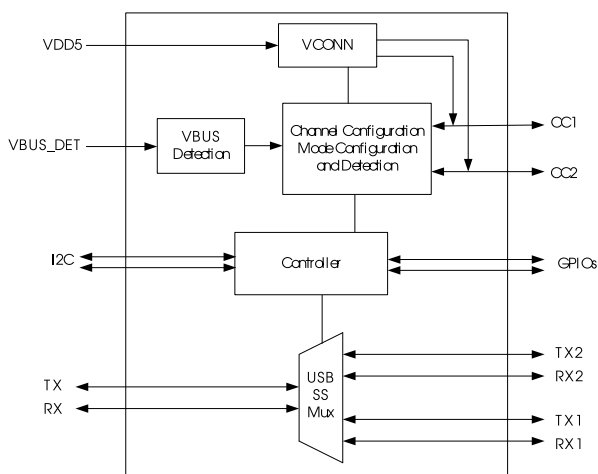 VDD5
VCONN
Channel Configuration
Mode Configuration
and Detection
CC1
VBUS_DET
VBUS
Detection
CC2
I2C
Controller
GPIOs
TX2
TX
USB
SS
Mux
RX2
RX
TX1
RX1